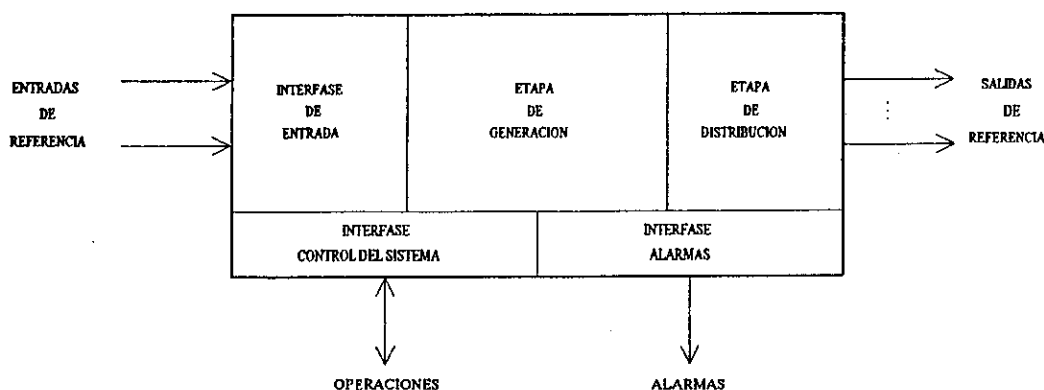 ENTRADAS
DE
REFERENCIA
INTERFASE
DE
ENTRADA
ETAPA
DE
GENERACION
ETAPA
DE
DISTRIBUCION
SALIDAS
DE
REFERENCIA
INTERFASE
CONTROL DEL SISTEMA
INTERFASE
ALARMAS
OPERACIONES
ALARMAS